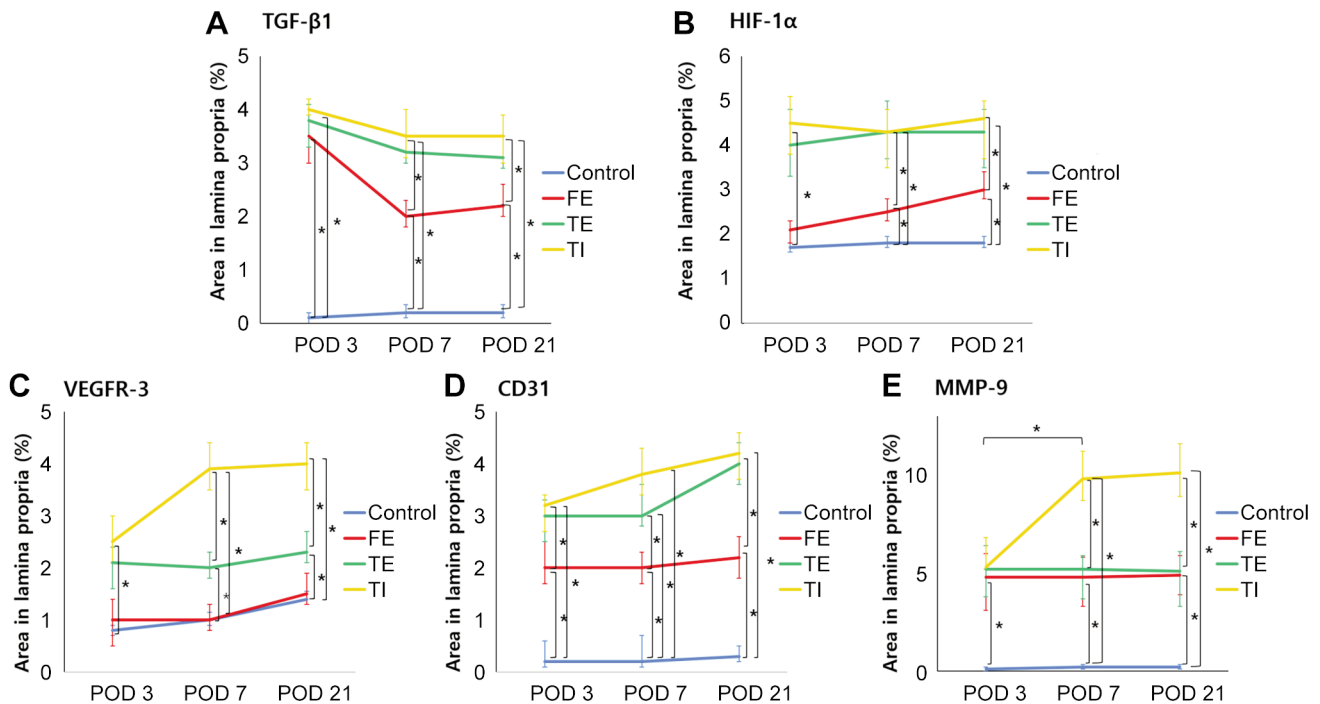 A TGF-β1
Area in lamina propria (%)
5
4
3
2
1
0
POD 3 POD 7 POD 21
* * * * * * * *
Control
FE
TE
TI
B HIF-1α
Area in lamina propria (%)
6
5
4
3
2
1
0
POD 3 POD 7 POD 21
* * * * * * *
Control
FE
TE
TI
C VEGFR-3
Area in lamina propria (%)
5
4
3
2
1
0
POD 3 POD 7 POD 21
* * * * * * *
Control
FE
TE
TI
D CD31
Area in lamina propria (%)
5
4
3
2
1
0
POD 3 POD 7 POD 21
* * * * * * * * * *
Control
FE
TE
TI
E MMP-9
Area in lamina propria (%)
10
5
0
POD 3 POD 7 POD 21
* * * * * * * *
Control
FE
TE
TI